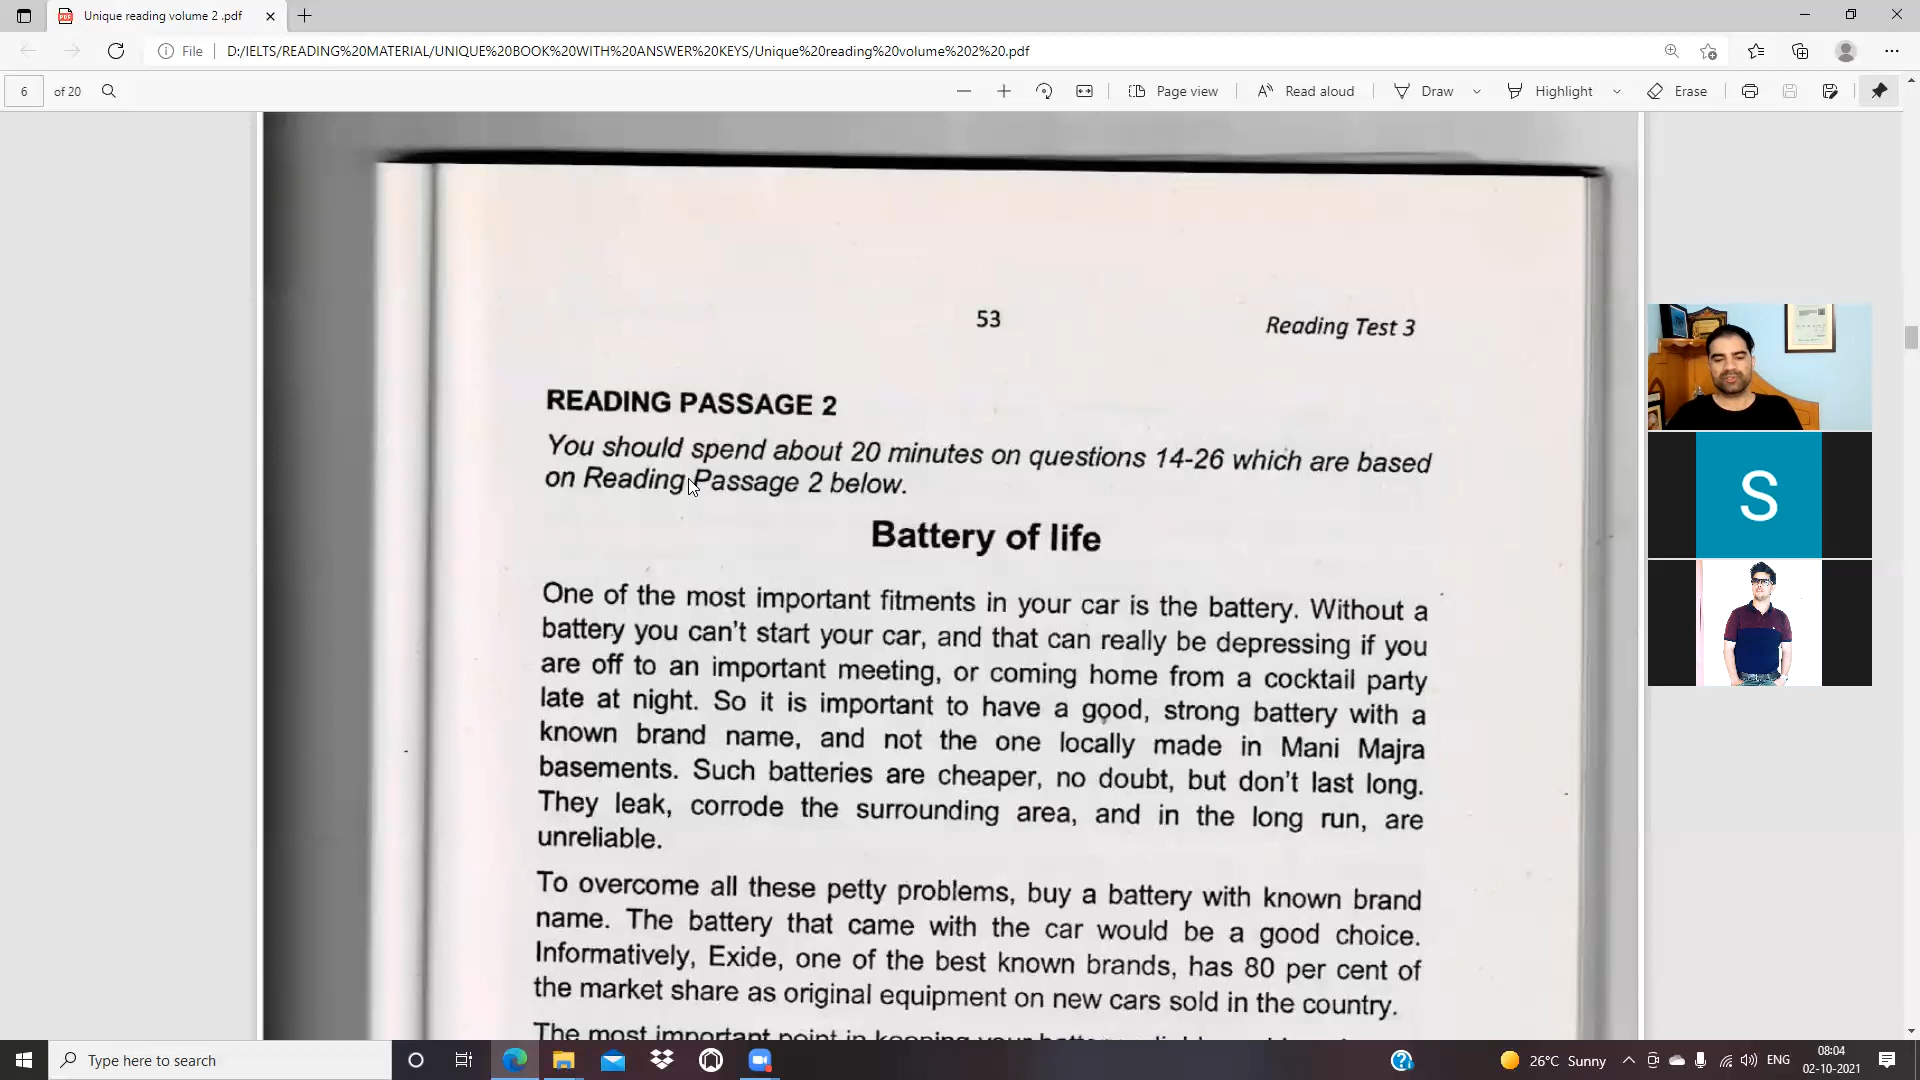 Unique reading volume 2 .pdf
File
D:/IELTS/READING%20MATERIAL/UNIQUE%20BOOK%20WITH%20ANSWER%20KEYS/Unique%20reading%20volume%202%20.pdf
6 of 20
Page view
Read aloud
Draw
Highlight
Erase
53
Reading Test 3
READING PASSAGE 2
You should spend about 20 minutes on questions 14-26 which are based
on Reading Passage 2 below.
Battery of life
One of the most important fitments in your car is the battery. Without a
battery you can't start your car, and that can really be depressing if you
are off to an important meeting, or coming home from a cocktail party
late at night. So it is important to have a good, strong battery with a
known brand name, and not the one locally made in Mani Majra
basements. Such batteries are cheaper, no doubt, but don't last long.
They leak, corrode the surrounding area, and in the long run, are
unreliable.
To overcome all these petty problems, buy a battery with known brand
name. The battery that came with the car would be a good choice.
Informatively, Exide, one of the best known brands, has 80 per cent of
the market share as original equipment on new cars sold in the country.
The most important point in keeping your
S
Type here to search
26°C Sunny
ENG
08:04
02-10-2021